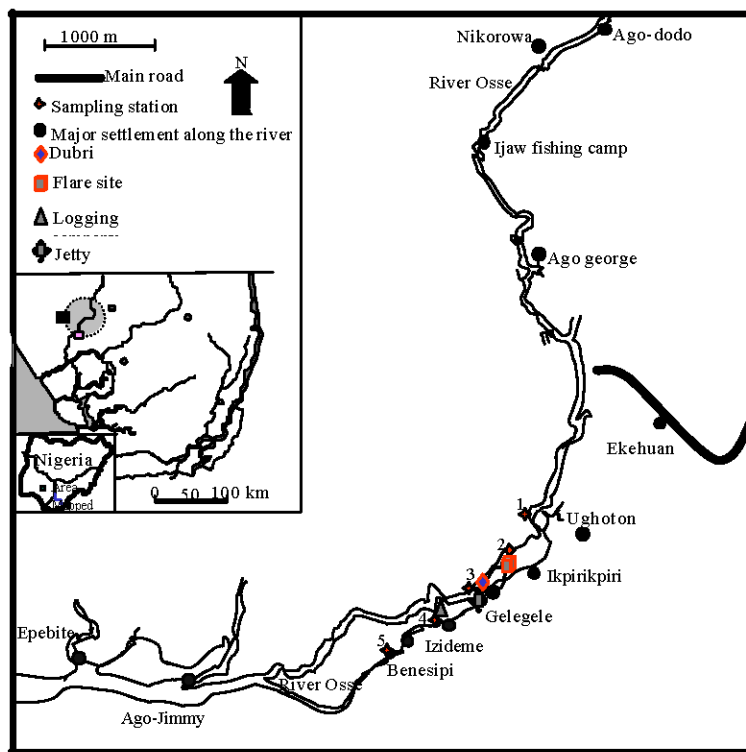 1000 m
N
Main road
Sampling station
Major settlement along the river
Dubri
Flare site
Logging
Jetty
Nigeria
Area
Mapped
0 50 100 km
Nikorowa
Ago-dodo
River Osse
Ijaw fishing camp
Ago george
Ekehuan
1
Ughoton
2
Ikpirikpiri
3
Gelegele
4
Izideme
5
Benesipi
Epebite
River Osse
Ago-Jimmy